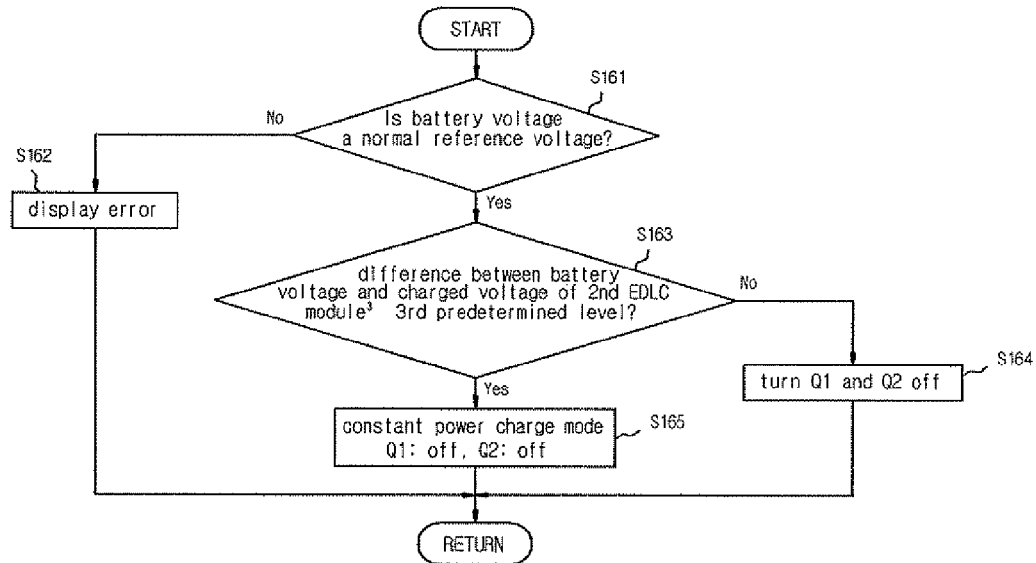 START
S161
Is battery voltage
a normal reference voltage?
No
S162
display error
Yes
S163
difference between battery
voltage and charged voltage of 2nd EDLC
module³ 3rd predetermined level?
No
S164
turn Q1 and Q2 off
Yes
S165
constant power charge mode
Q1: off, Q2: off
RETURN